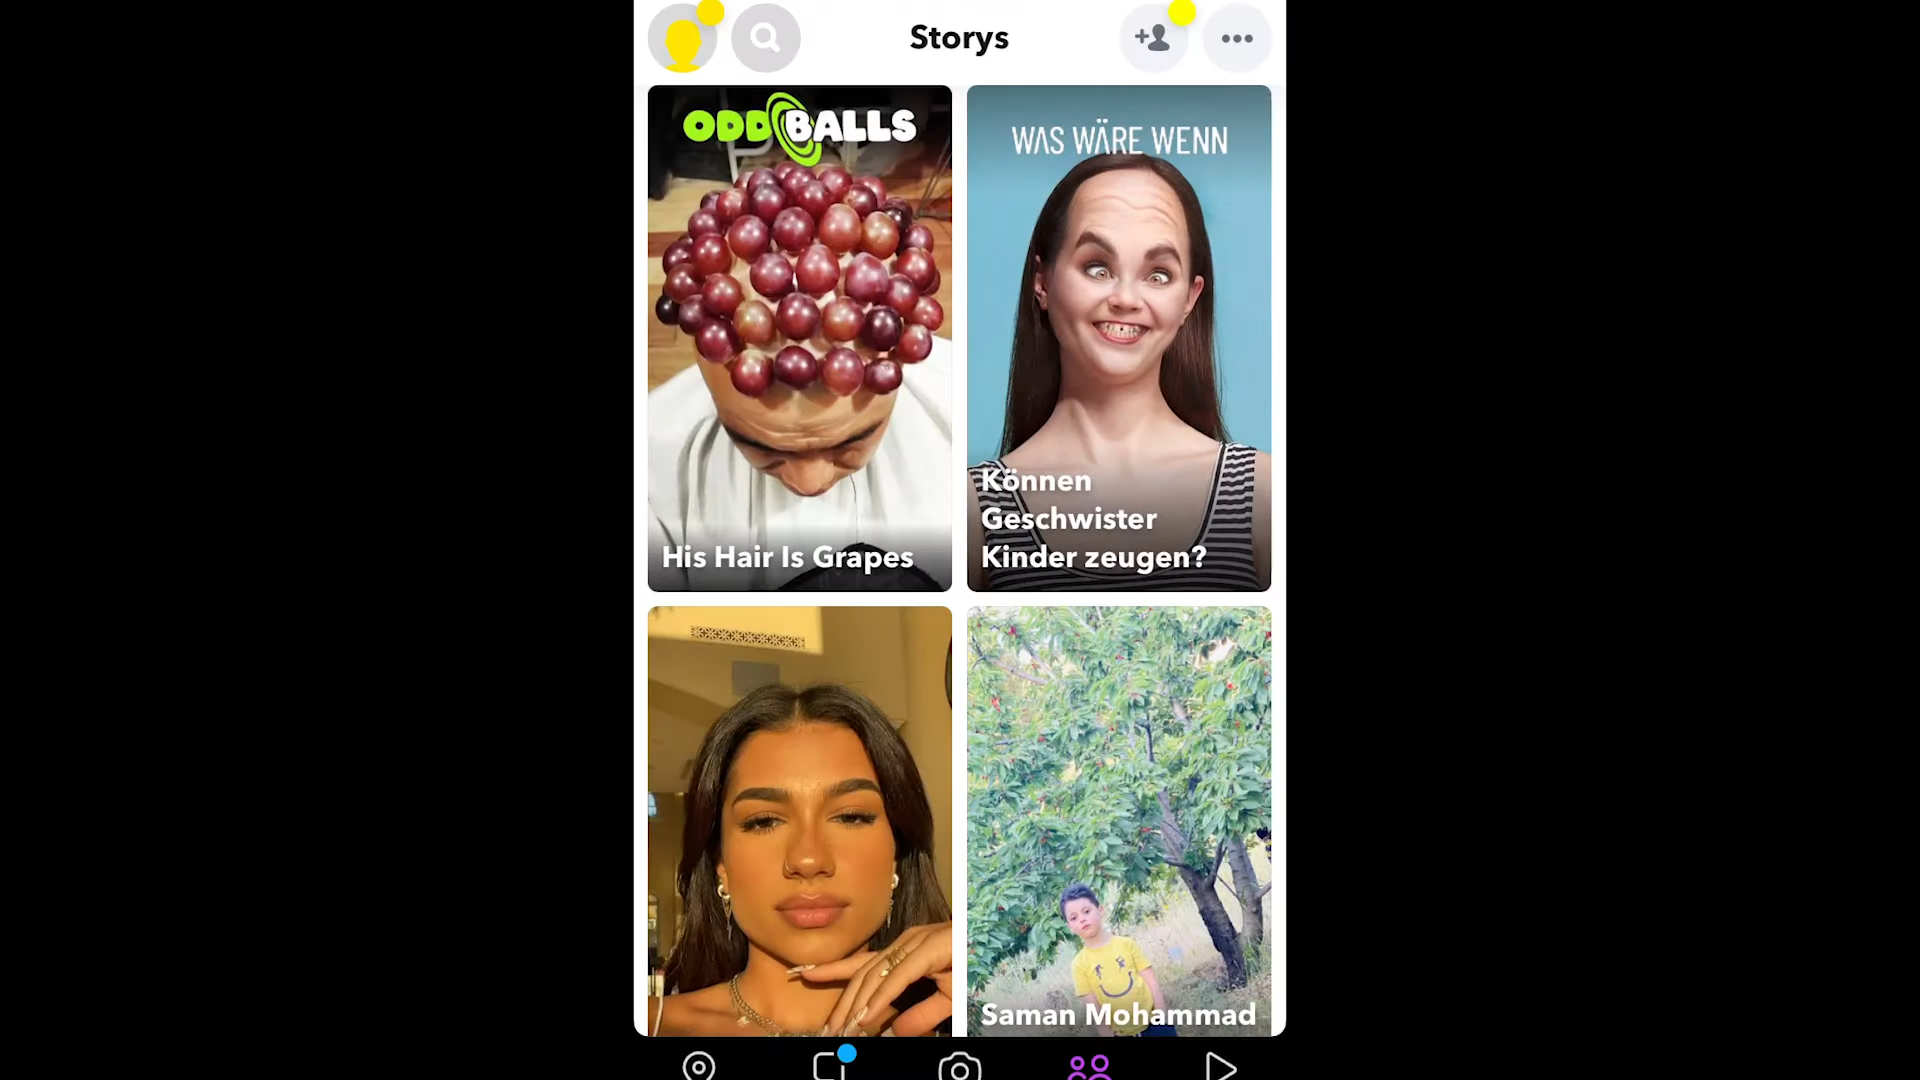 Storys
ODDBALLS
WAS WÄRE WENN
His Hair Is Grapes
Können
Geschwister
Kinder zeugen?
Saman Mohammad